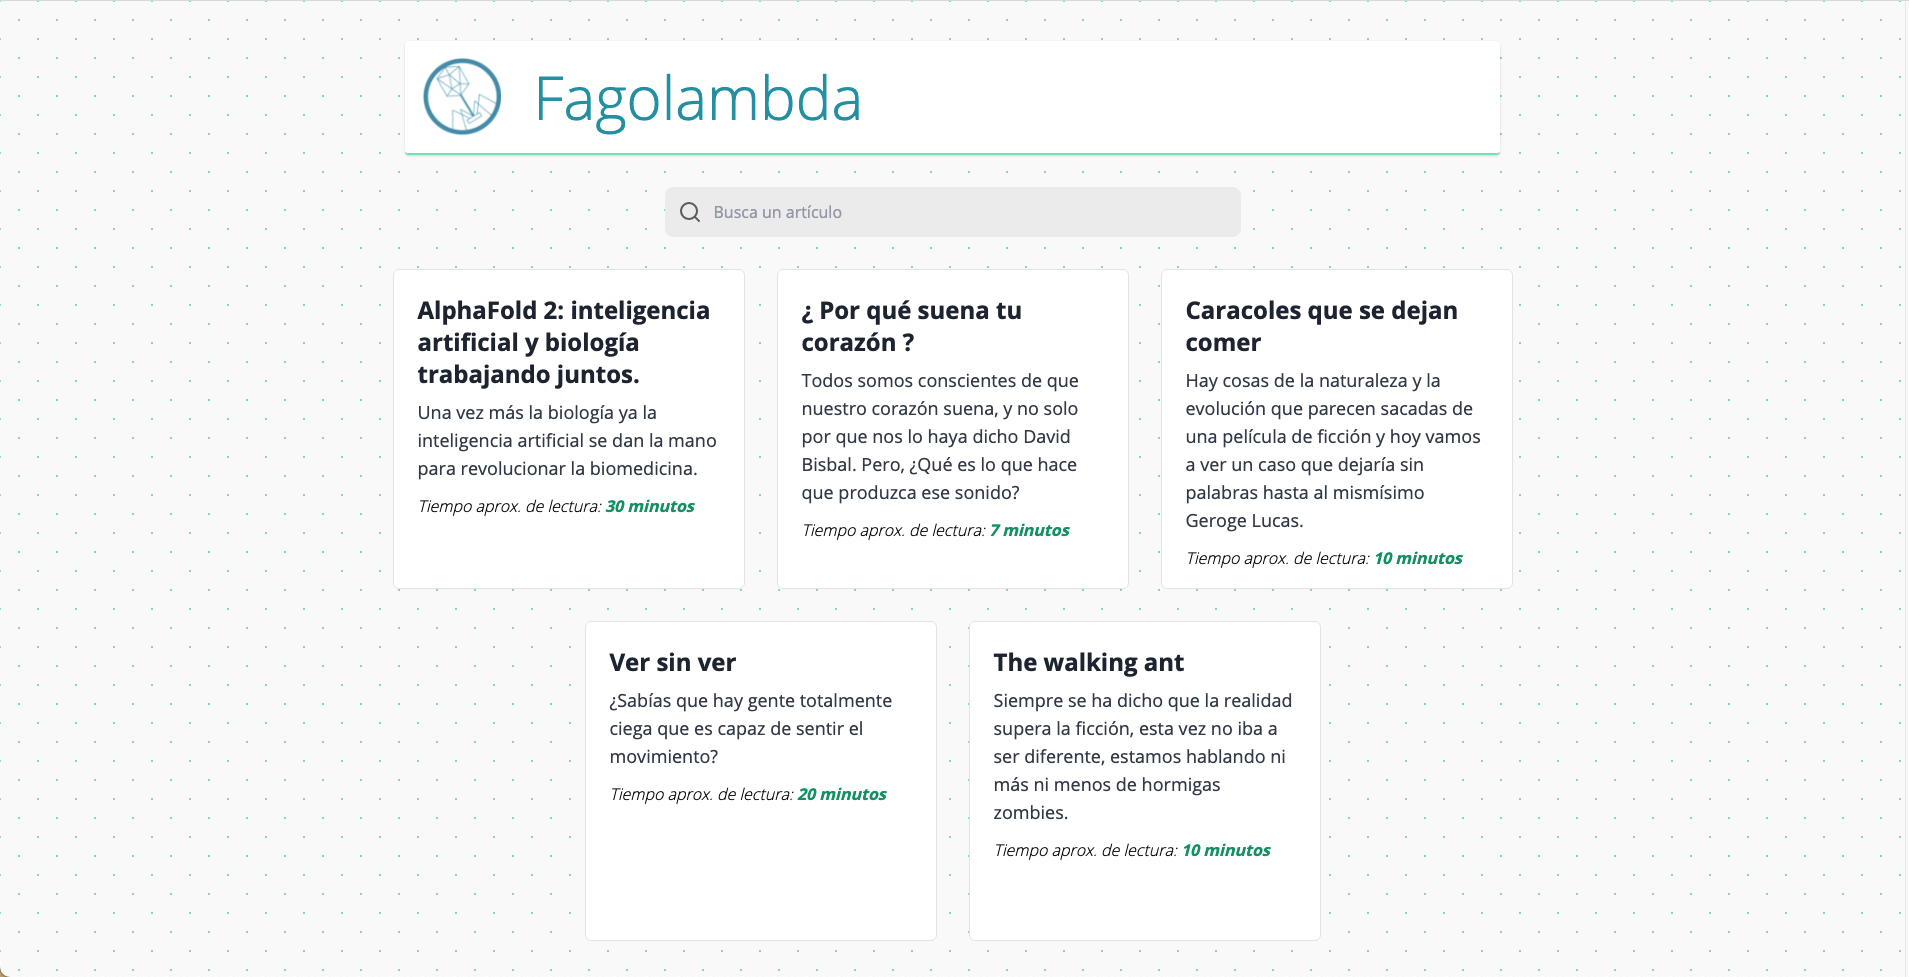 Fagolambda
Busca un artículo
AlphaFold 2: inteligencia
artificial y biología
trabajando juntos.
Una vez más la biología ya la
inteligencia artificial se dan la mano
para revolucionar la biomedicina.
Tiempo aprox. de lectura: 30 minutos
¿ Por qué suena tu
corazón ?
Todos somos conscientes de que
nuestro corazón suena, y no solo
por que nos lo haya dicho David
Bisbal. Pero, ¿Qué es lo que hace
que produzca ese sonido?
Tiempo aprox. de lectura: 7 minutos
Caracoles que se dejan
comer
Hay cosas de la naturaleza y la
evolución que parecen sacadas de
una película de ficción y hoy vamos
a ver un caso que dejaría sin
palabras hasta al mismísimo
Geroge Lucas.
Tiempo aprox. de lectura: 10 minutos
Ver sin ver
¿Sabías que hay gente totalmente
ciega que es capaz de sentir el
movimiento?
Tiempo aprox. de lectura: 20 minutos
The walking ant
Siempre se ha dicho que la realidad
supera la ficción, esta vez no iba a
ser diferente, estamos hablando ni
más ni menos de hormigas
zombies.
Tiempo aprox. de lectura: 10 minutos